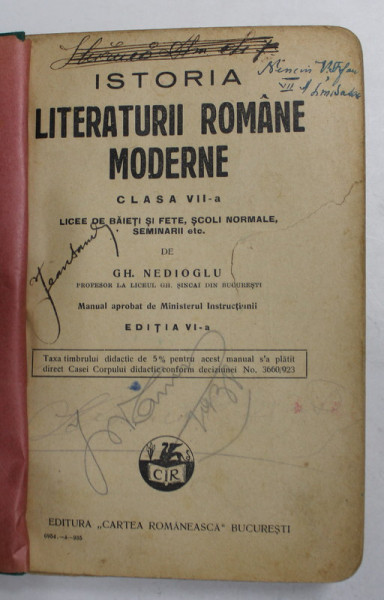 ISTORIA
LITERATURII ROMÂNE
MODERNE
CLASA VII-a
LICEE DE BĂIEȚI ȘI FETE, ȘCOLI NORMALE,
SEMINARII etc.
DE
GH. NEDIOGLU
PROFESOR LA LICEUL GH. ȘINCAI DIN BUCUREȘTI
Manual aprobat de Ministerul Instrucțiunii
EDIȚIA VI-a
Taxa timbrului didactic de 5% pentru acest manual s'a plătit
direct Casei Corpului didactic conform deciziunei No. 3660/923
CJR
EDITURA „CARTEA ROMÂNEASCĂ" BUCUREȘTI